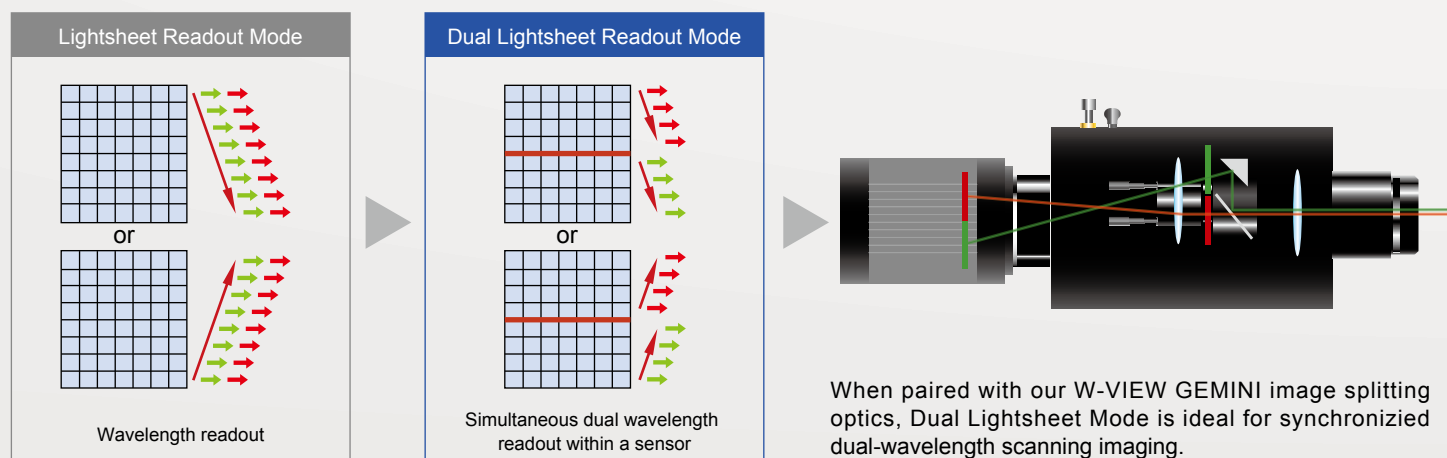 Lightsheet Readout Mode
or
Wavelength readout
Dual Lightsheet Readout Mode
or
Simultaneous dual wavelength
readout within a sensor
When paired with our W-VIEW GEMINI image splitting
optics, Dual Lightsheet Mode is ideal for synchronizied
dual-wavelength scanning imaging.